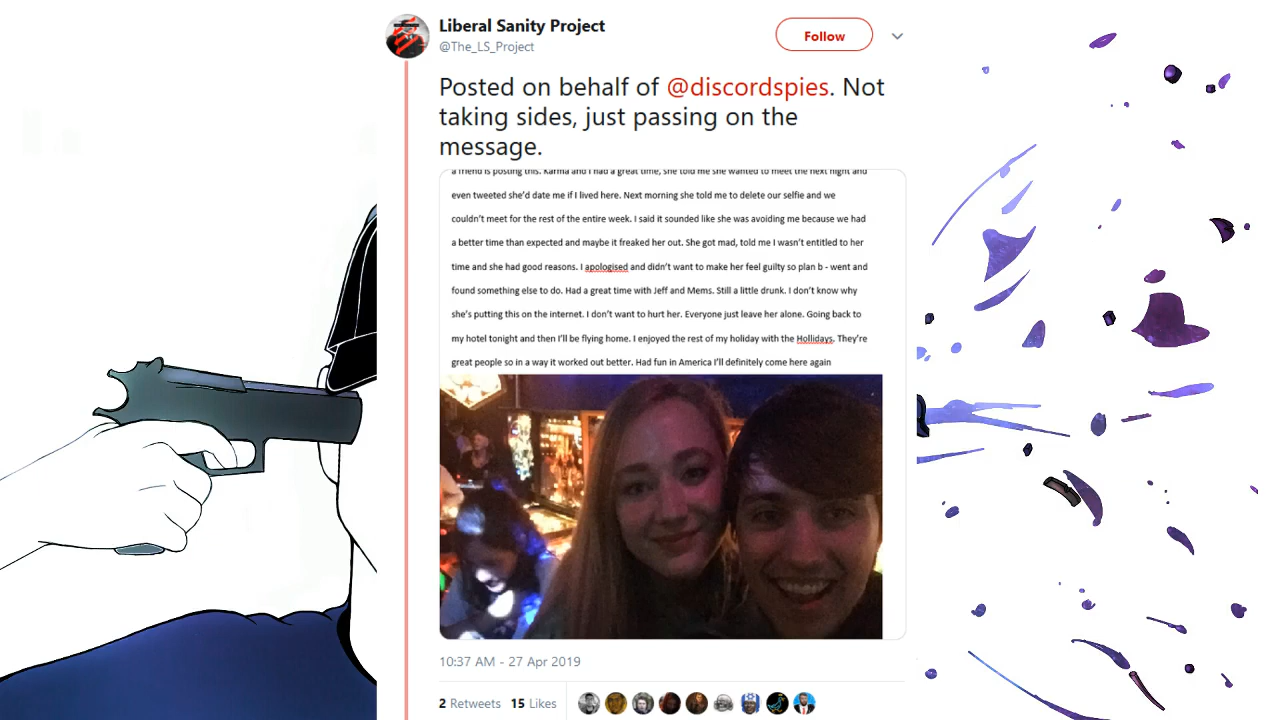 Liberal Sanity Project
Follow
@The_LS_Project
Posted on behalf of @discordspies. Not
taking sides, just passing on the
message.
a friend is posting this. Karma and I had a great time, she told me she wanted to meet the next night and
even tweeted she'd date me if I lived here. Next morning she told me to delete our selfie and we
couldn't meet for the rest of the entire week. I said it sounded like she was avoiding me because we had
a better time than expected and maybe it freaked her out. She got mad, told me I wasn't entitled to her
time and she had good reasons. I apologised and didn't want to make her feel guilty so plan b - went and
found something else to do. Had a great time with Jeff and Mems. Still a little drunk. I don't know why
she's putting this on the internet. I don't want to hurt her. Everyone just leave her alone. Going back to
my hotel tonight and then I'll be flying home. I enjoyed the rest of my holiday with the Hollidays. They're
great people so in a way it worked out better. Had fun in America I'll definitely come here again
10:37 AM - 27 Apr 2019
2 Retweets 15 Likes